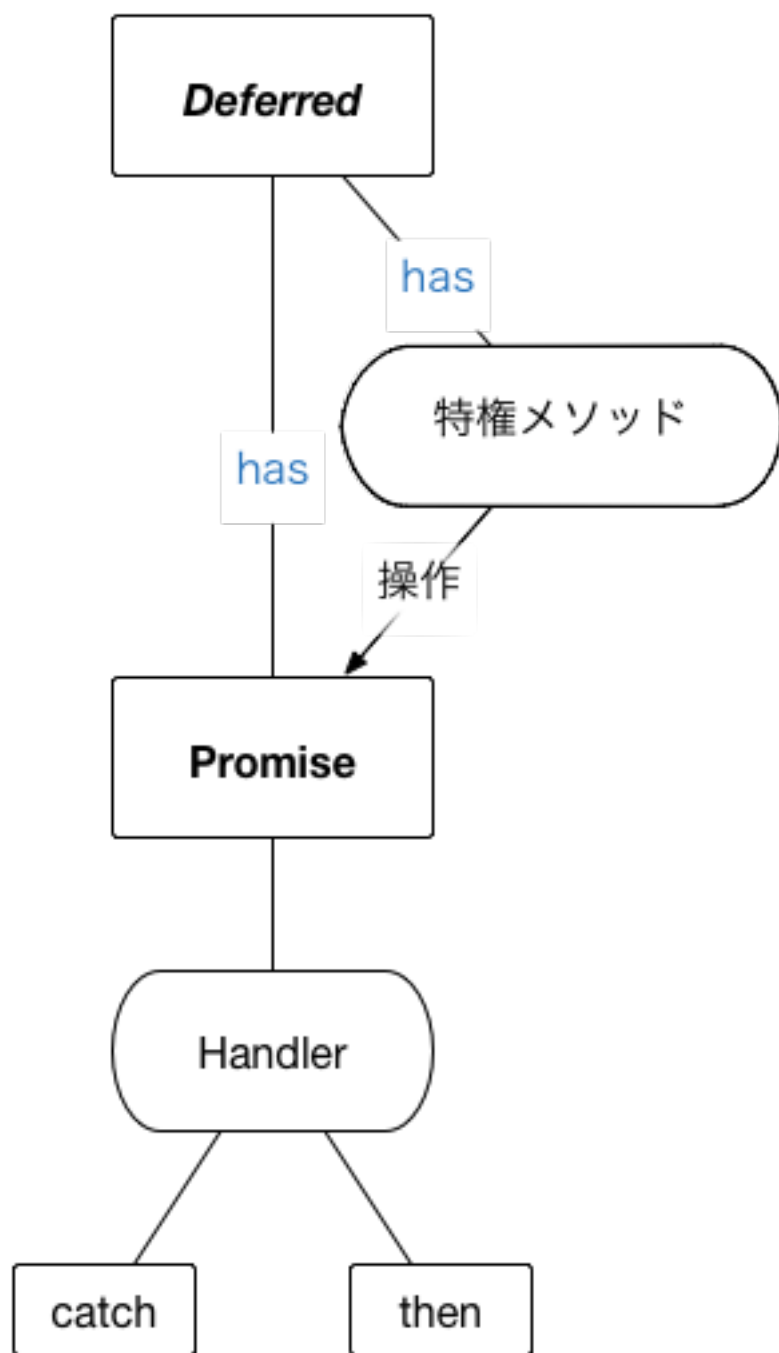 Deferred
has
特権メソッド
has
操作
Promise
Handler
catch
then